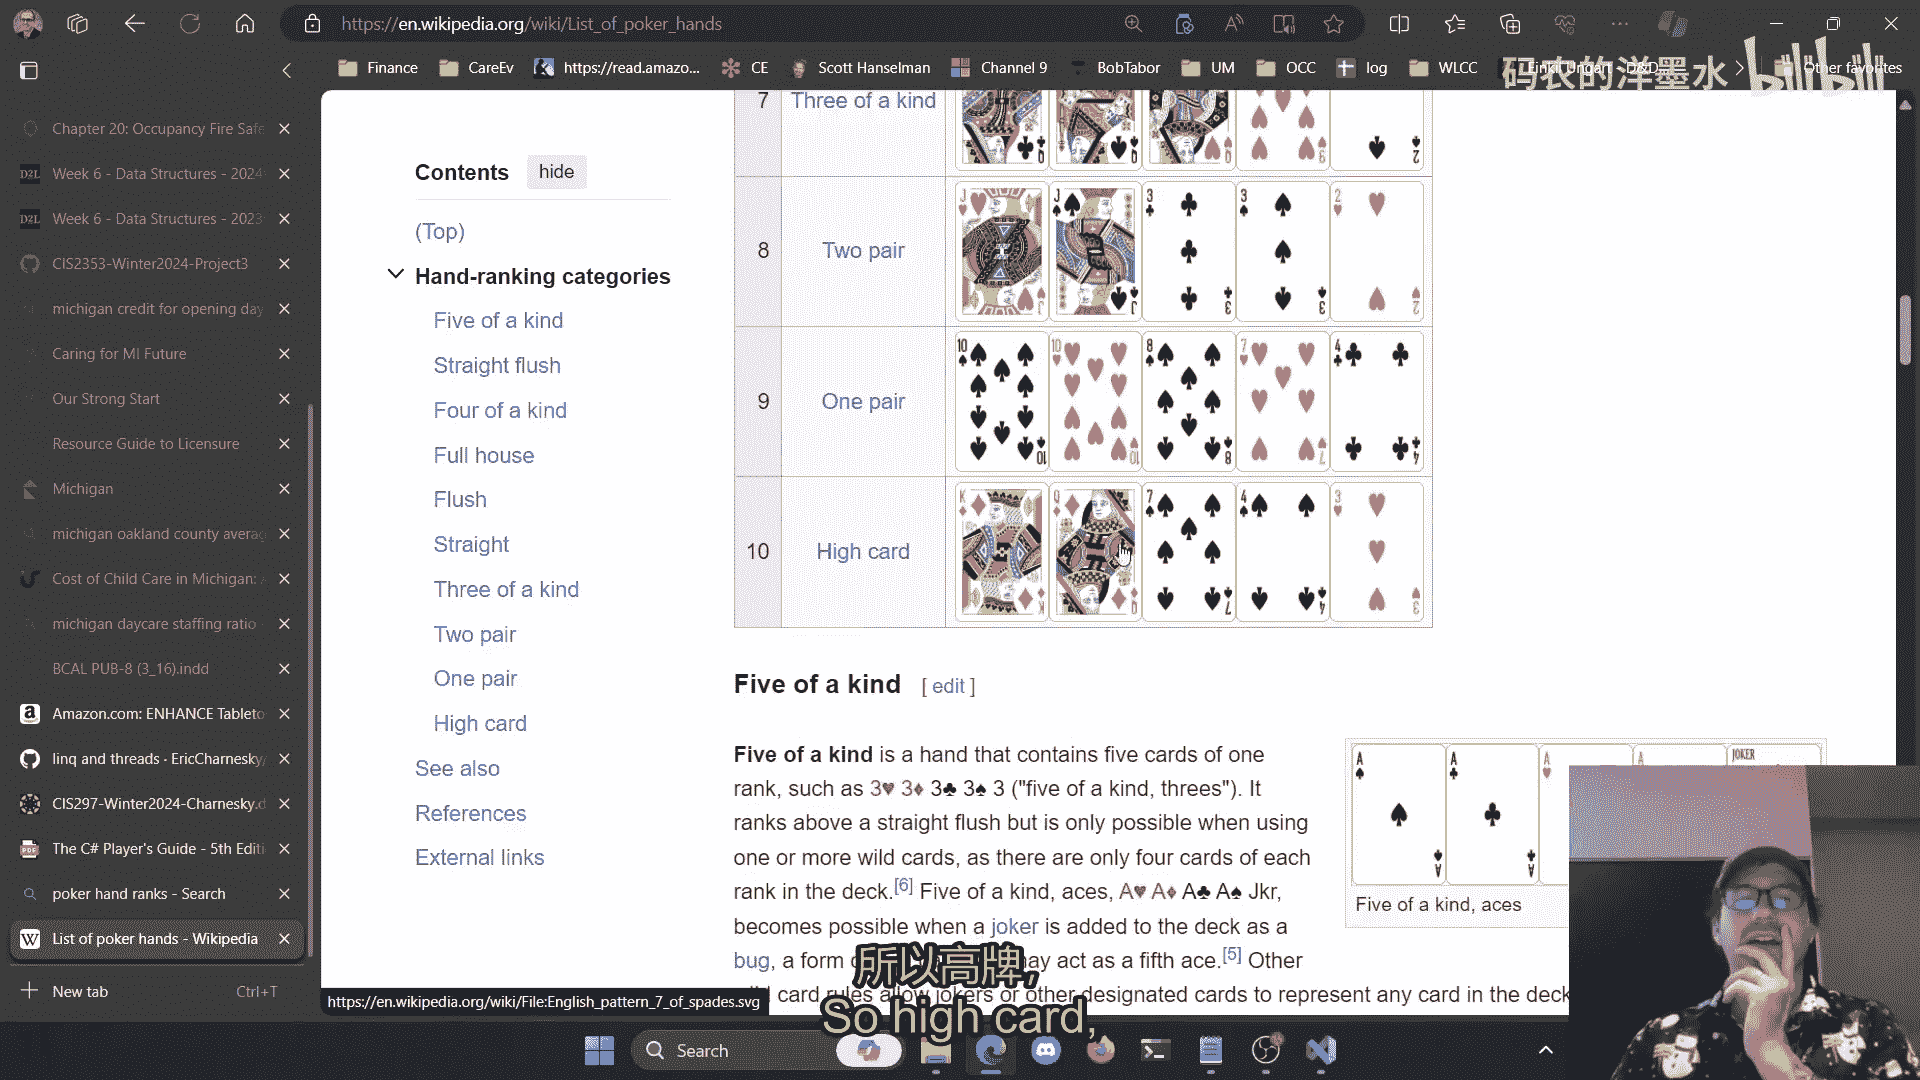 https://en.wikipedia.org/wiki/List_of_poker_hands
Finance
CareEv
https://read.amazo...
CE
Scott Hanselman
Channel 9
BobTabor
UM
OCC
log
WLCC
Other favorites
码农的洋墨水
bilibili
Chapter 20: Occupancy Fire Safe
Week 6 - Data Structures - 2024
Week 6 - Data Structures - 2023
CIS2353-Winter2024-Project3
michigan credit for opening day
Caring for MI Future
Our Strong Start
Resource Guide to Licensure
Michigan
michigan oakland county averag
Cost of Child Care in Michigan:
michigan daycare staffing ratio
BCAL PUB-8 (3_16).indd
Amazon.com: ENHANCE Tableto
linq and threads · EricCharnesky
CIS297-Winter2024-Charnesky.d
The C# Player's Guide - 5th Editi
poker hand ranks - Search
List of poker hands - Wikipedia
New tab
Ctrl+T
Contents
hide
(Top)
Hand-ranking categories
Five of a kind
Straight flush
Four of a kind
Full house
Flush
Straight
Three of a kind
Two pair
One pair
High card
See also
References
External links
7 Three of a kind
8 Two pair
9 One pair
10 High card
Five of a kind [ edit ]
Five of a kind is a hand that contains five cards of one
rank, such as 3♥ 3♦ 3♣ 3♠ 3 ("five of a kind, threes"). It
ranks above a straight flush but is only possible when using
one or more wild cards, as there are only four cards of each
rank in the deck.[6] Five of a kind, aces, A♥ A♦ A♣ A♠ Jkr,
becomes possible when a joker is added to the deck as a
bug, a form may act as a fifth ace.[5] Other
card rules allow jokers or other designated cards to represent any card in the deck
JOKER
Five of a kind, aces
https://en.wikipedia.org/wiki/File:English_pattern_7_of_spades.svg
所以高牌,
So high card,
Search